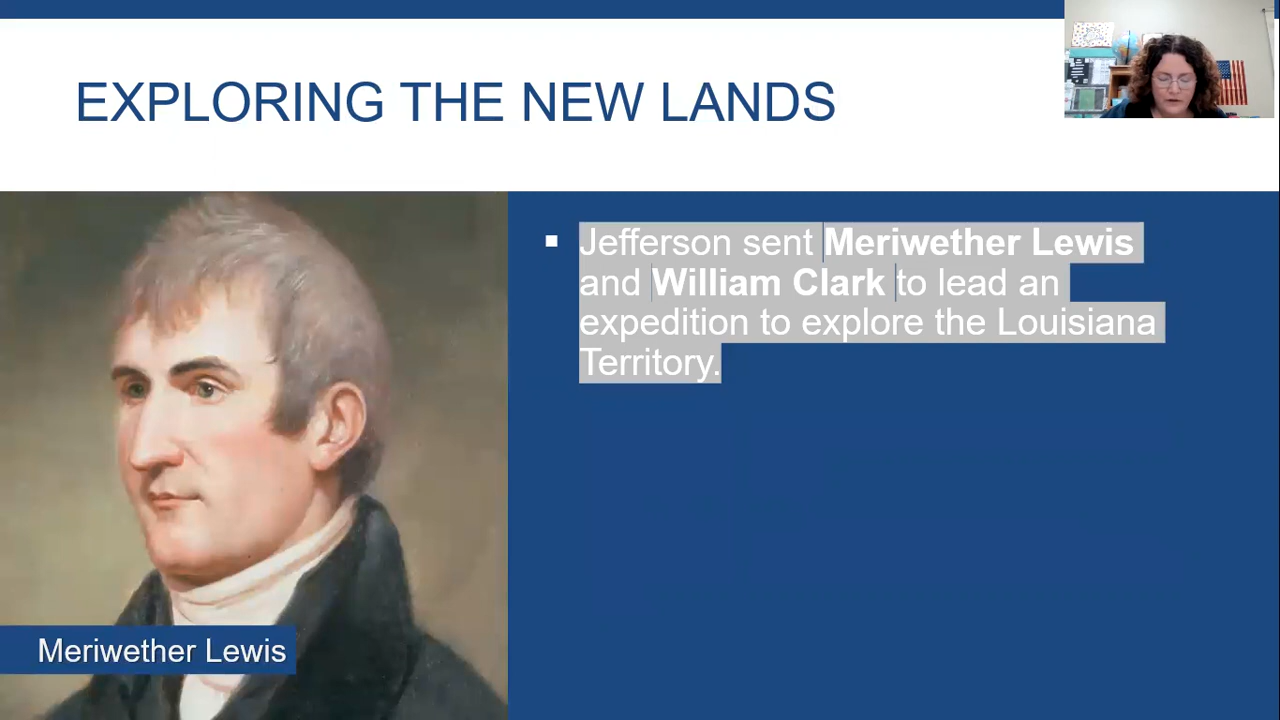 EXPLORING THE NEW LANDS
▪ Jefferson sent Meriwether Lewis
and William Clark to lead an
expedition to explore the Louisiana
Territory.
Meriwether Lewis